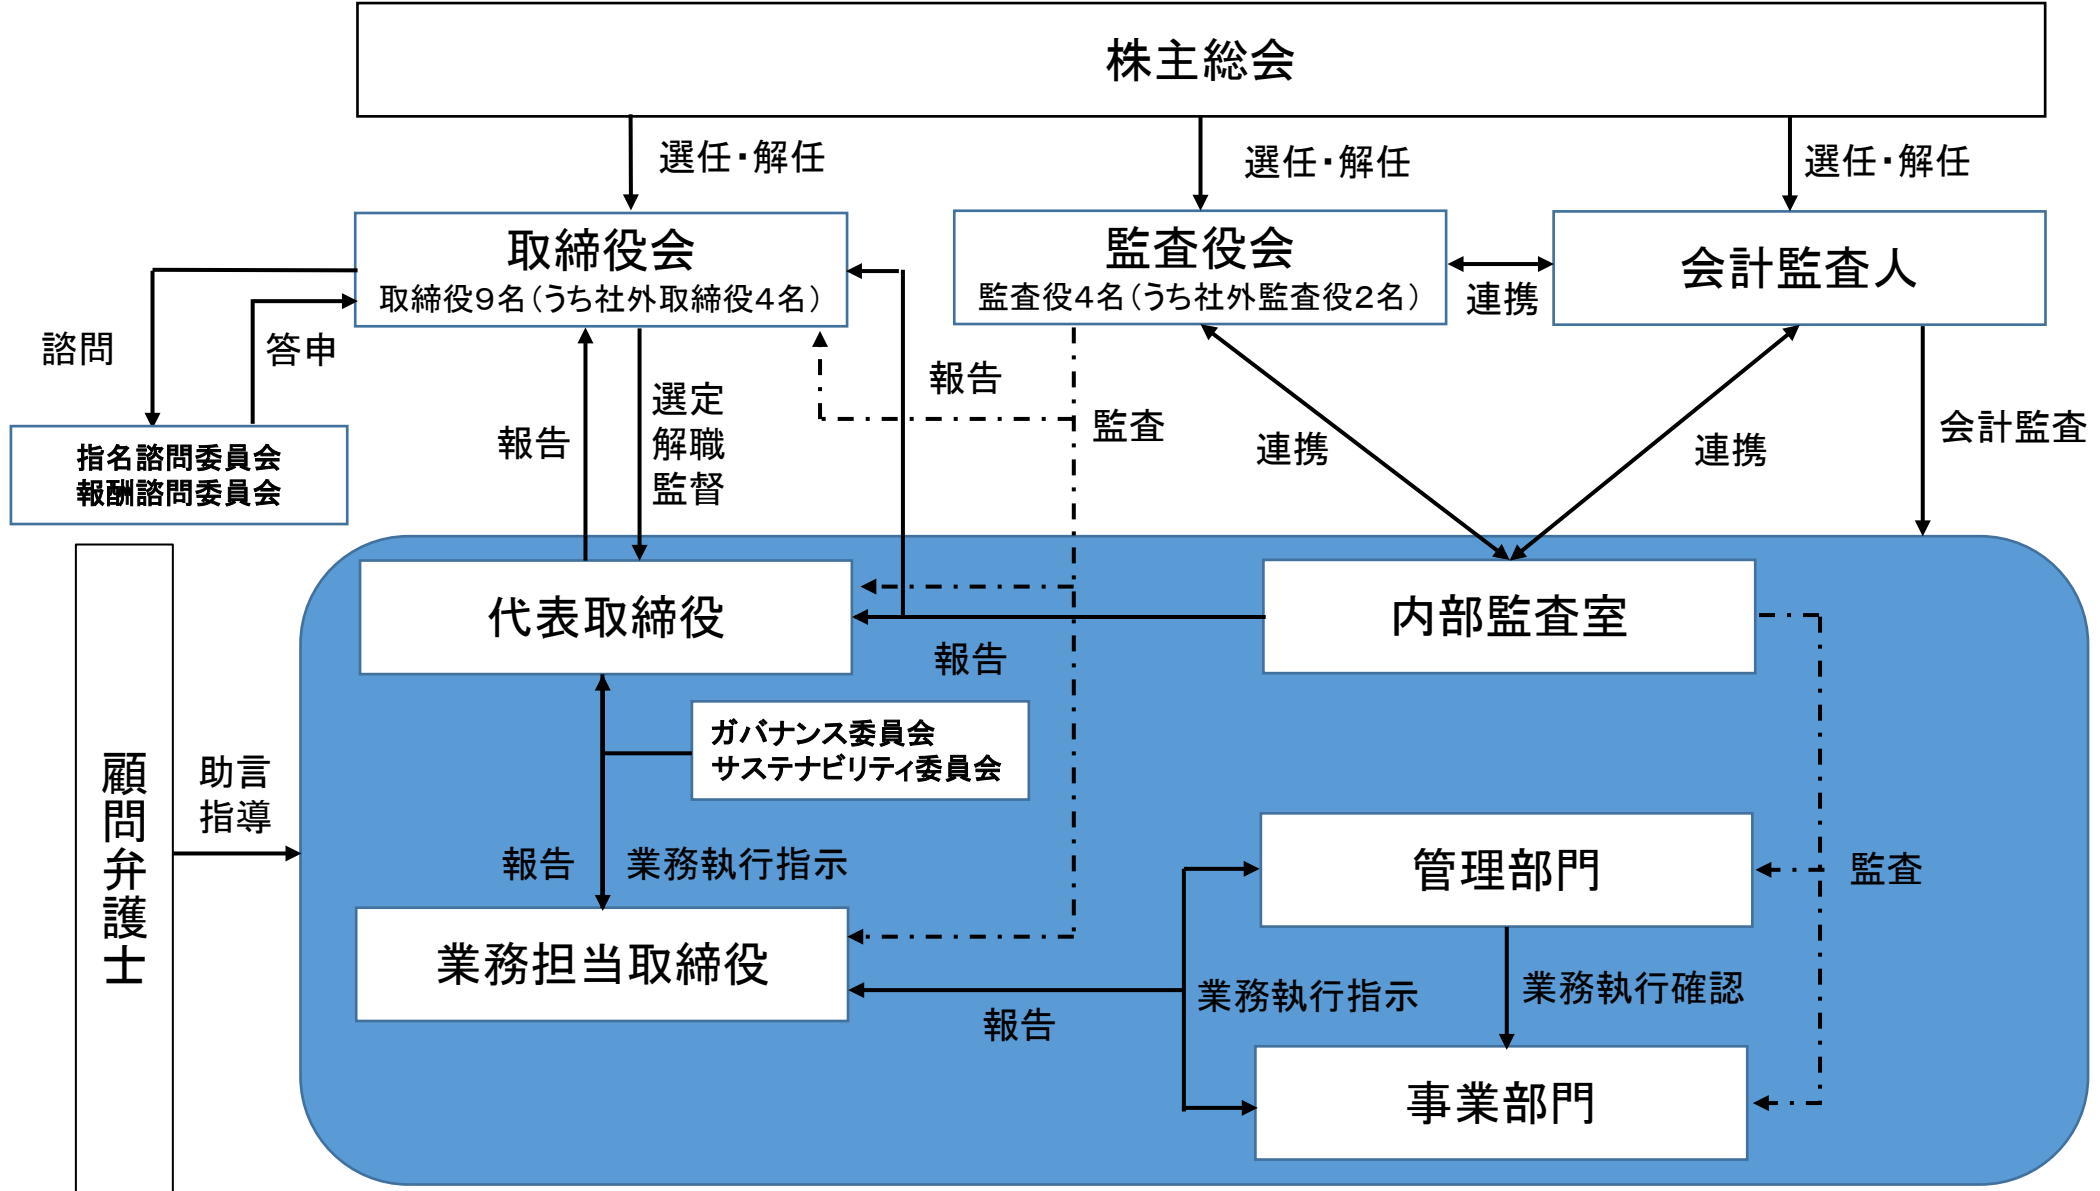 株主総会
選任・解任
選任・解任
選任・解任
取締役会
取締役９名（うち社外取締役４名）
監査役会
監査役４名（うち社外監査役２名）
会計監査人
連携
諮問
答申
報告
選定
解職
監督
報告
監査
連携
連携
会計監査
指名諮問委員会
報酬諮問委員会
代表取締役
内部監査室
報告
ガバナンス委員会
サステナビリティ委員会
顧問弁護士
助言
指導
報告
業務執行指示
管理部門
監査
業務担当取締役
報告
業務執行指示
業務執行確認
事業部門